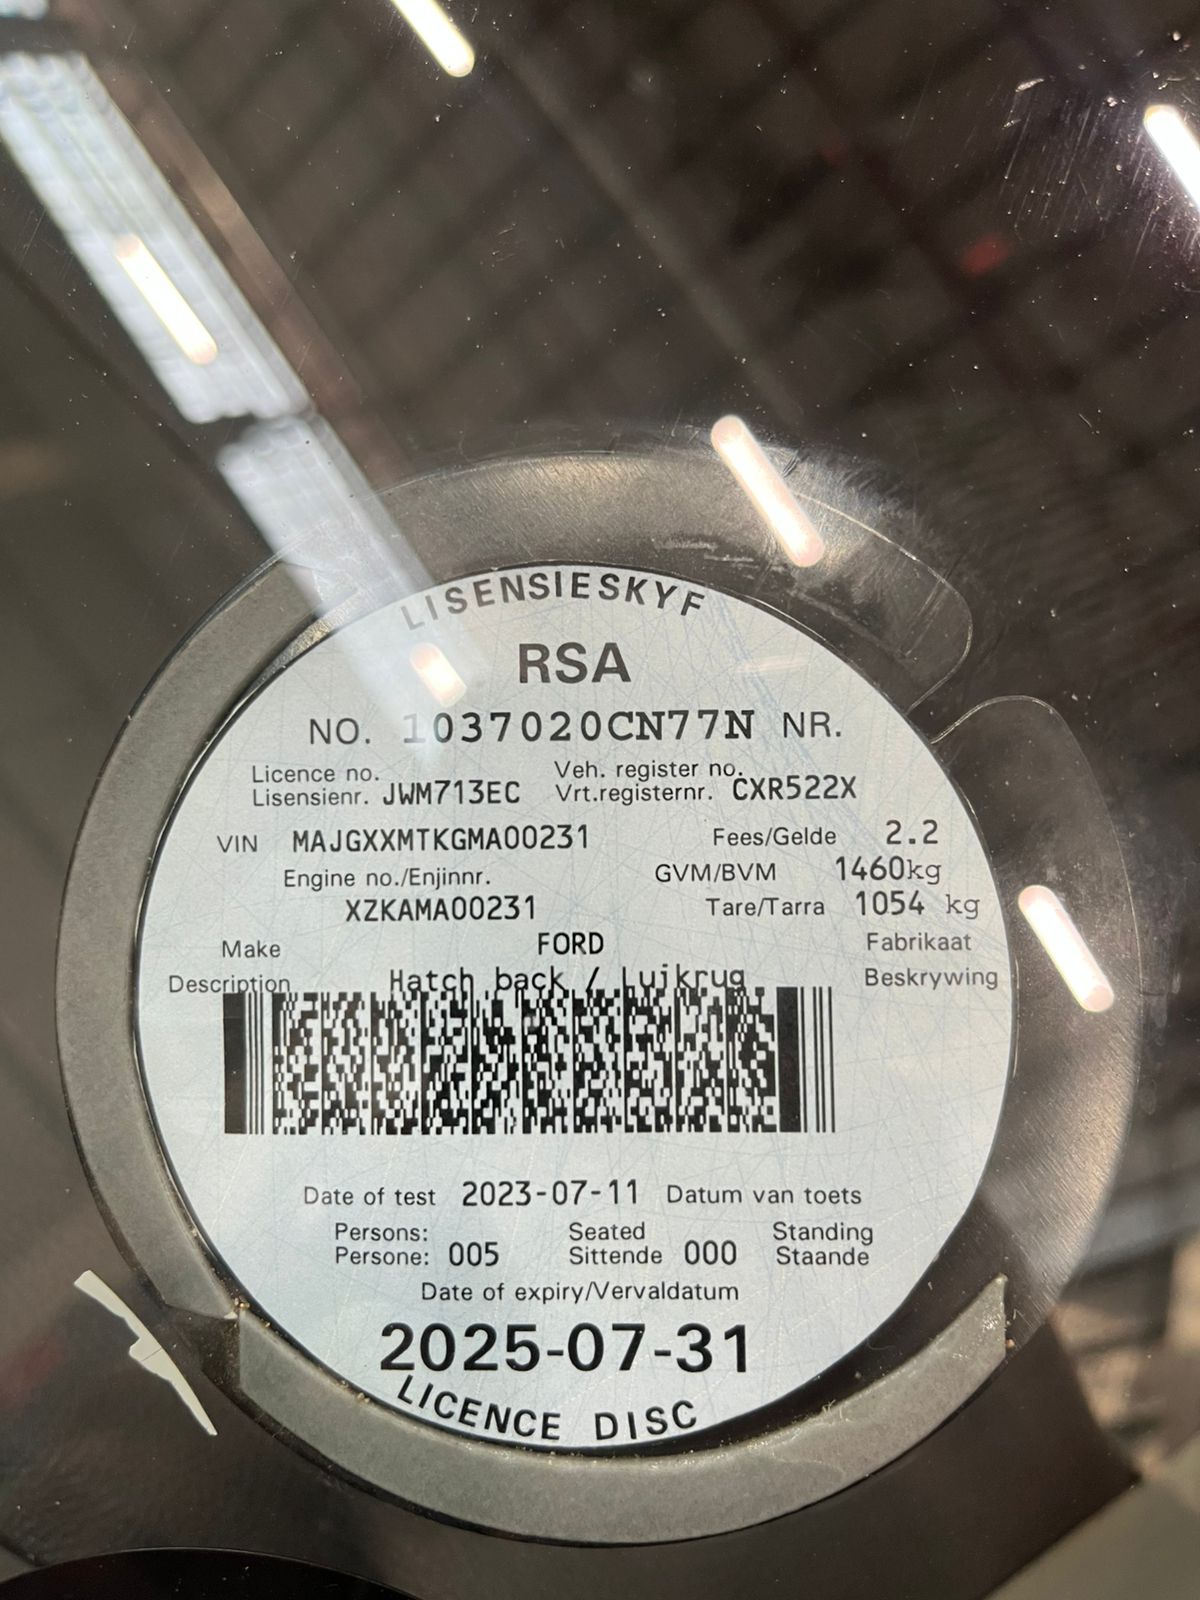 LISENSIESKYF
RSA
NO. 1037020CN77N NR.
Licence no. Veh. register no.
Lisensienr. JWM713EC Vrt.registernr. CXR522X
VIN MAJGXXMTKGMA00231 Fees/Gelde 2.2
Engine no./Enjinnr. GVM/BVM 1460kg
XZKAMA00231 Tare/Tarra 1054 kg
Make FORD Fabrikaat
Description Hatch back / Luikrug Beskrywing
Date of test 2023-07-11 Datum van toets
Persons: Seated Standing
Persone: 005 Sittende 000 Staande
Date of expiry/Vervaldatum
2025-07-31
LICENCE DISC